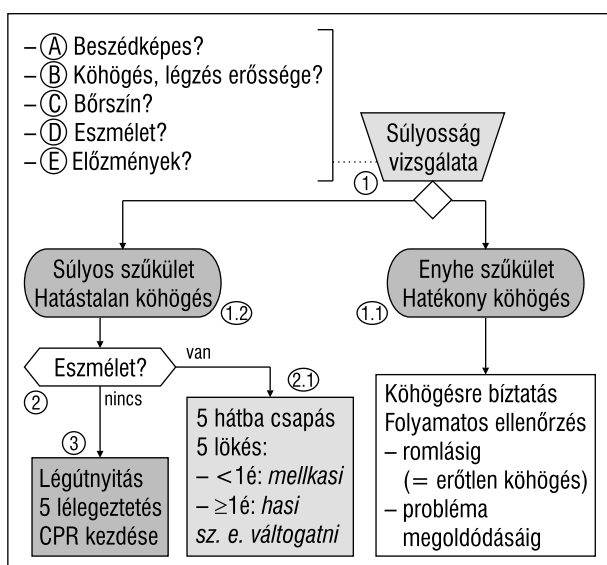 – Ⓐ Beszédképes?
– Ⓑ Köhögés, légzés erőssége?
– Ⓒ Bőrszín?
– Ⓓ Eszmélet?
– Ⓔ Előzmények?
Súlyosság
vizsgálata
1
Súlyos szűkület
Hatástalan köhögés
1.2
Enyhe szűkület
Hatékony köhögés
1.1
Eszmélet?
van
2
nincs
2.1
5 hátba csapás
5 lökés:
– <1é: mellkasi
– ≥1é: hasi
sz. e. váltogatni
3
Légútnyitás
5 lélegeztetés
CPR kezdése
Köhögésre bíztatás
Folyamatos ellenőrzés
– romlásig
(= erőtlen köhögés)
– probléma
megoldódásáig